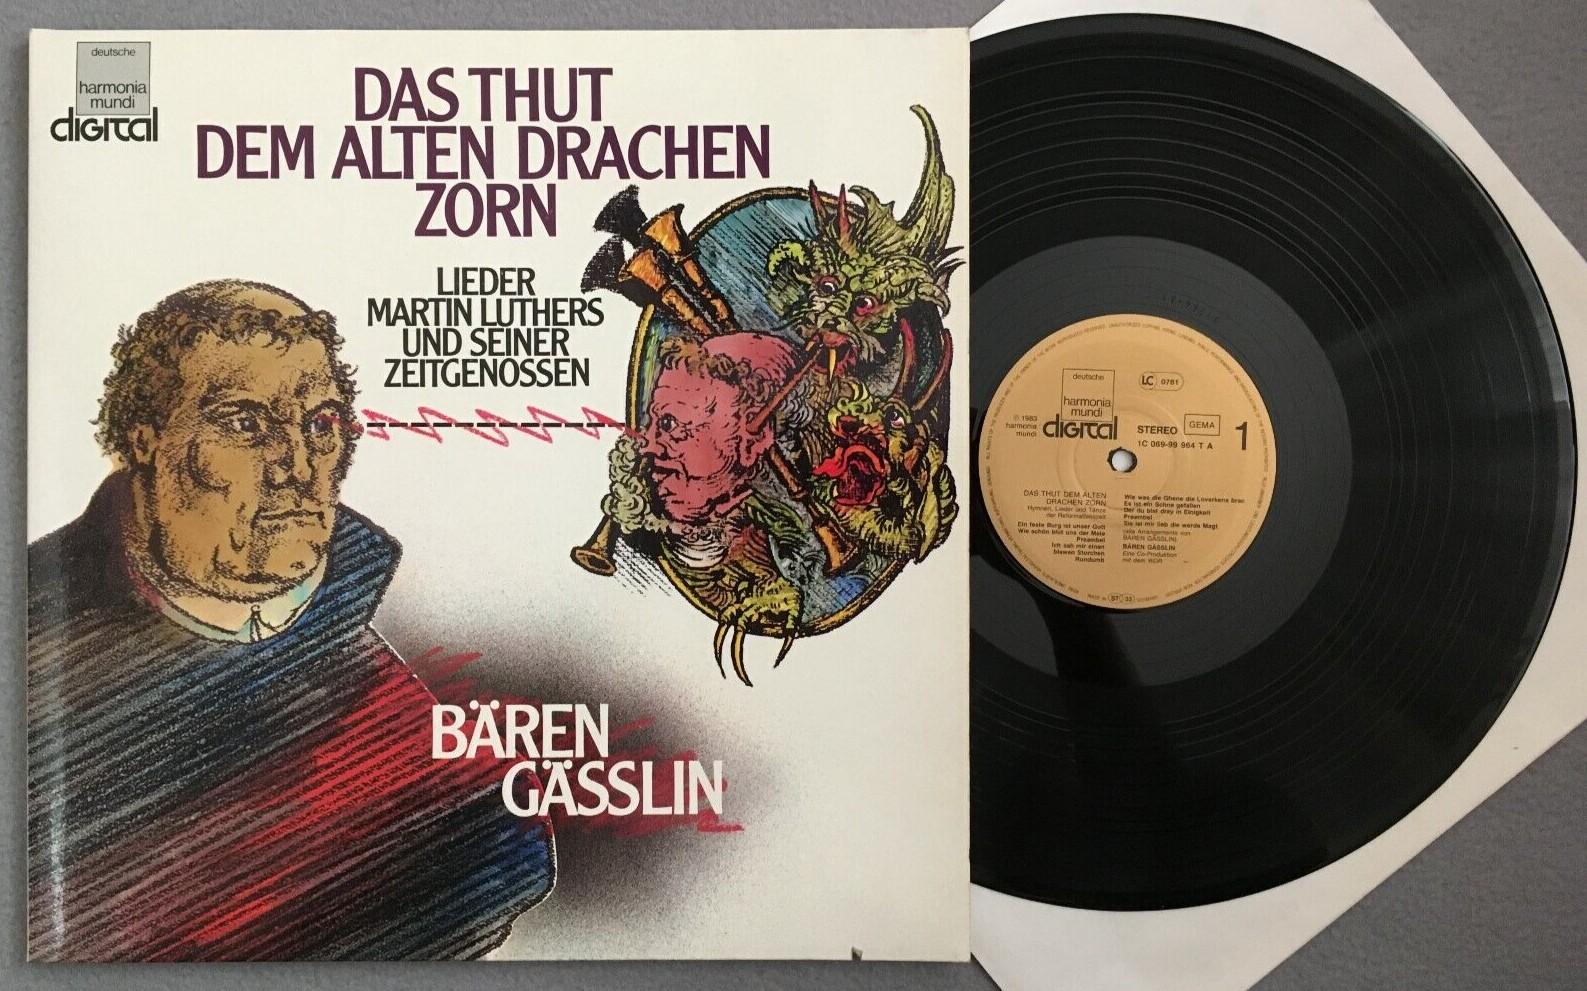 deutsche
harmonia
mundi
digital
DAS THUT
DEM ALTEN DRACHEN
ZORN
LIEDER
MARTIN LUTHERS
UND SEINER
ZEITGENOSSEN
BÄREN
GÄSSLIN
deutsche
harmonia
mundi
digital
℗ 1983
harmonia
mundi
LC 0761
STEREO
GEMA
1C 069-99 964 T A
1
DAS THUT DEM ALTEN
DRACHEN ZORN
Hymnen, Lieder und Tänze
der Reformationszeit
Ein feste Burg ist unser Gott
Wie schön blüt uns der Maie
Preambel
Ich sah mir einen
blawen Storchen
Rundumb
Wie was die Ghene die Loverkens brac
Es ist ein Schne gefallen
Der du bist drey in Einigkeit
Preambel
Sie ist mir lieb die werde Magt
(alle Arrangements von
BÄREN GÄSSLIN)
BÄREN GÄSSLIN
Eine Co-Produktion
mit dem WDR
ST 33